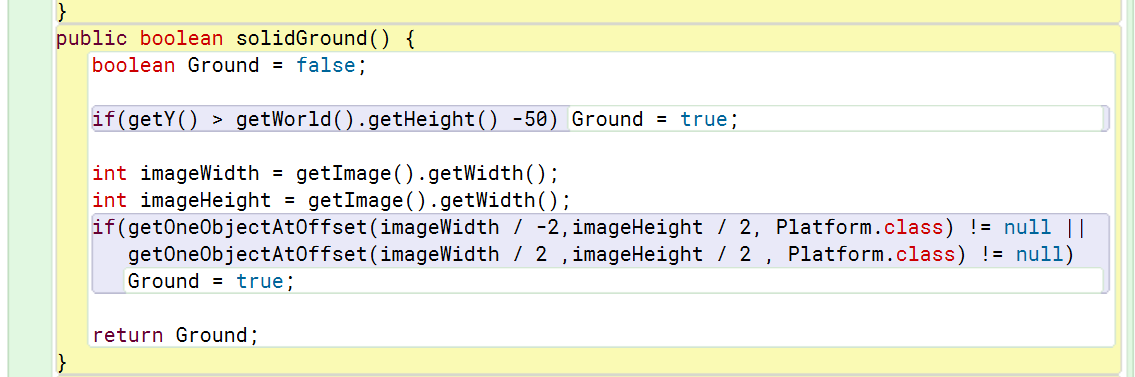 }
public boolean solidGround() {
boolean Ground = false;
if(getY() > getWorld().getHeight() -50) Ground = true;
int imageWidth = getImage().getWidth();
int imageHeight = getImage().getWidth();
if(getOneObjectAtOffset(imageWidth / -2,imageHeight / 2, Platform.class) != null ||
getOneObjectAtOffset(imageWidth / 2 ,imageHeight / 2 , Platform.class) != null)
Ground = true;
return Ground;
}